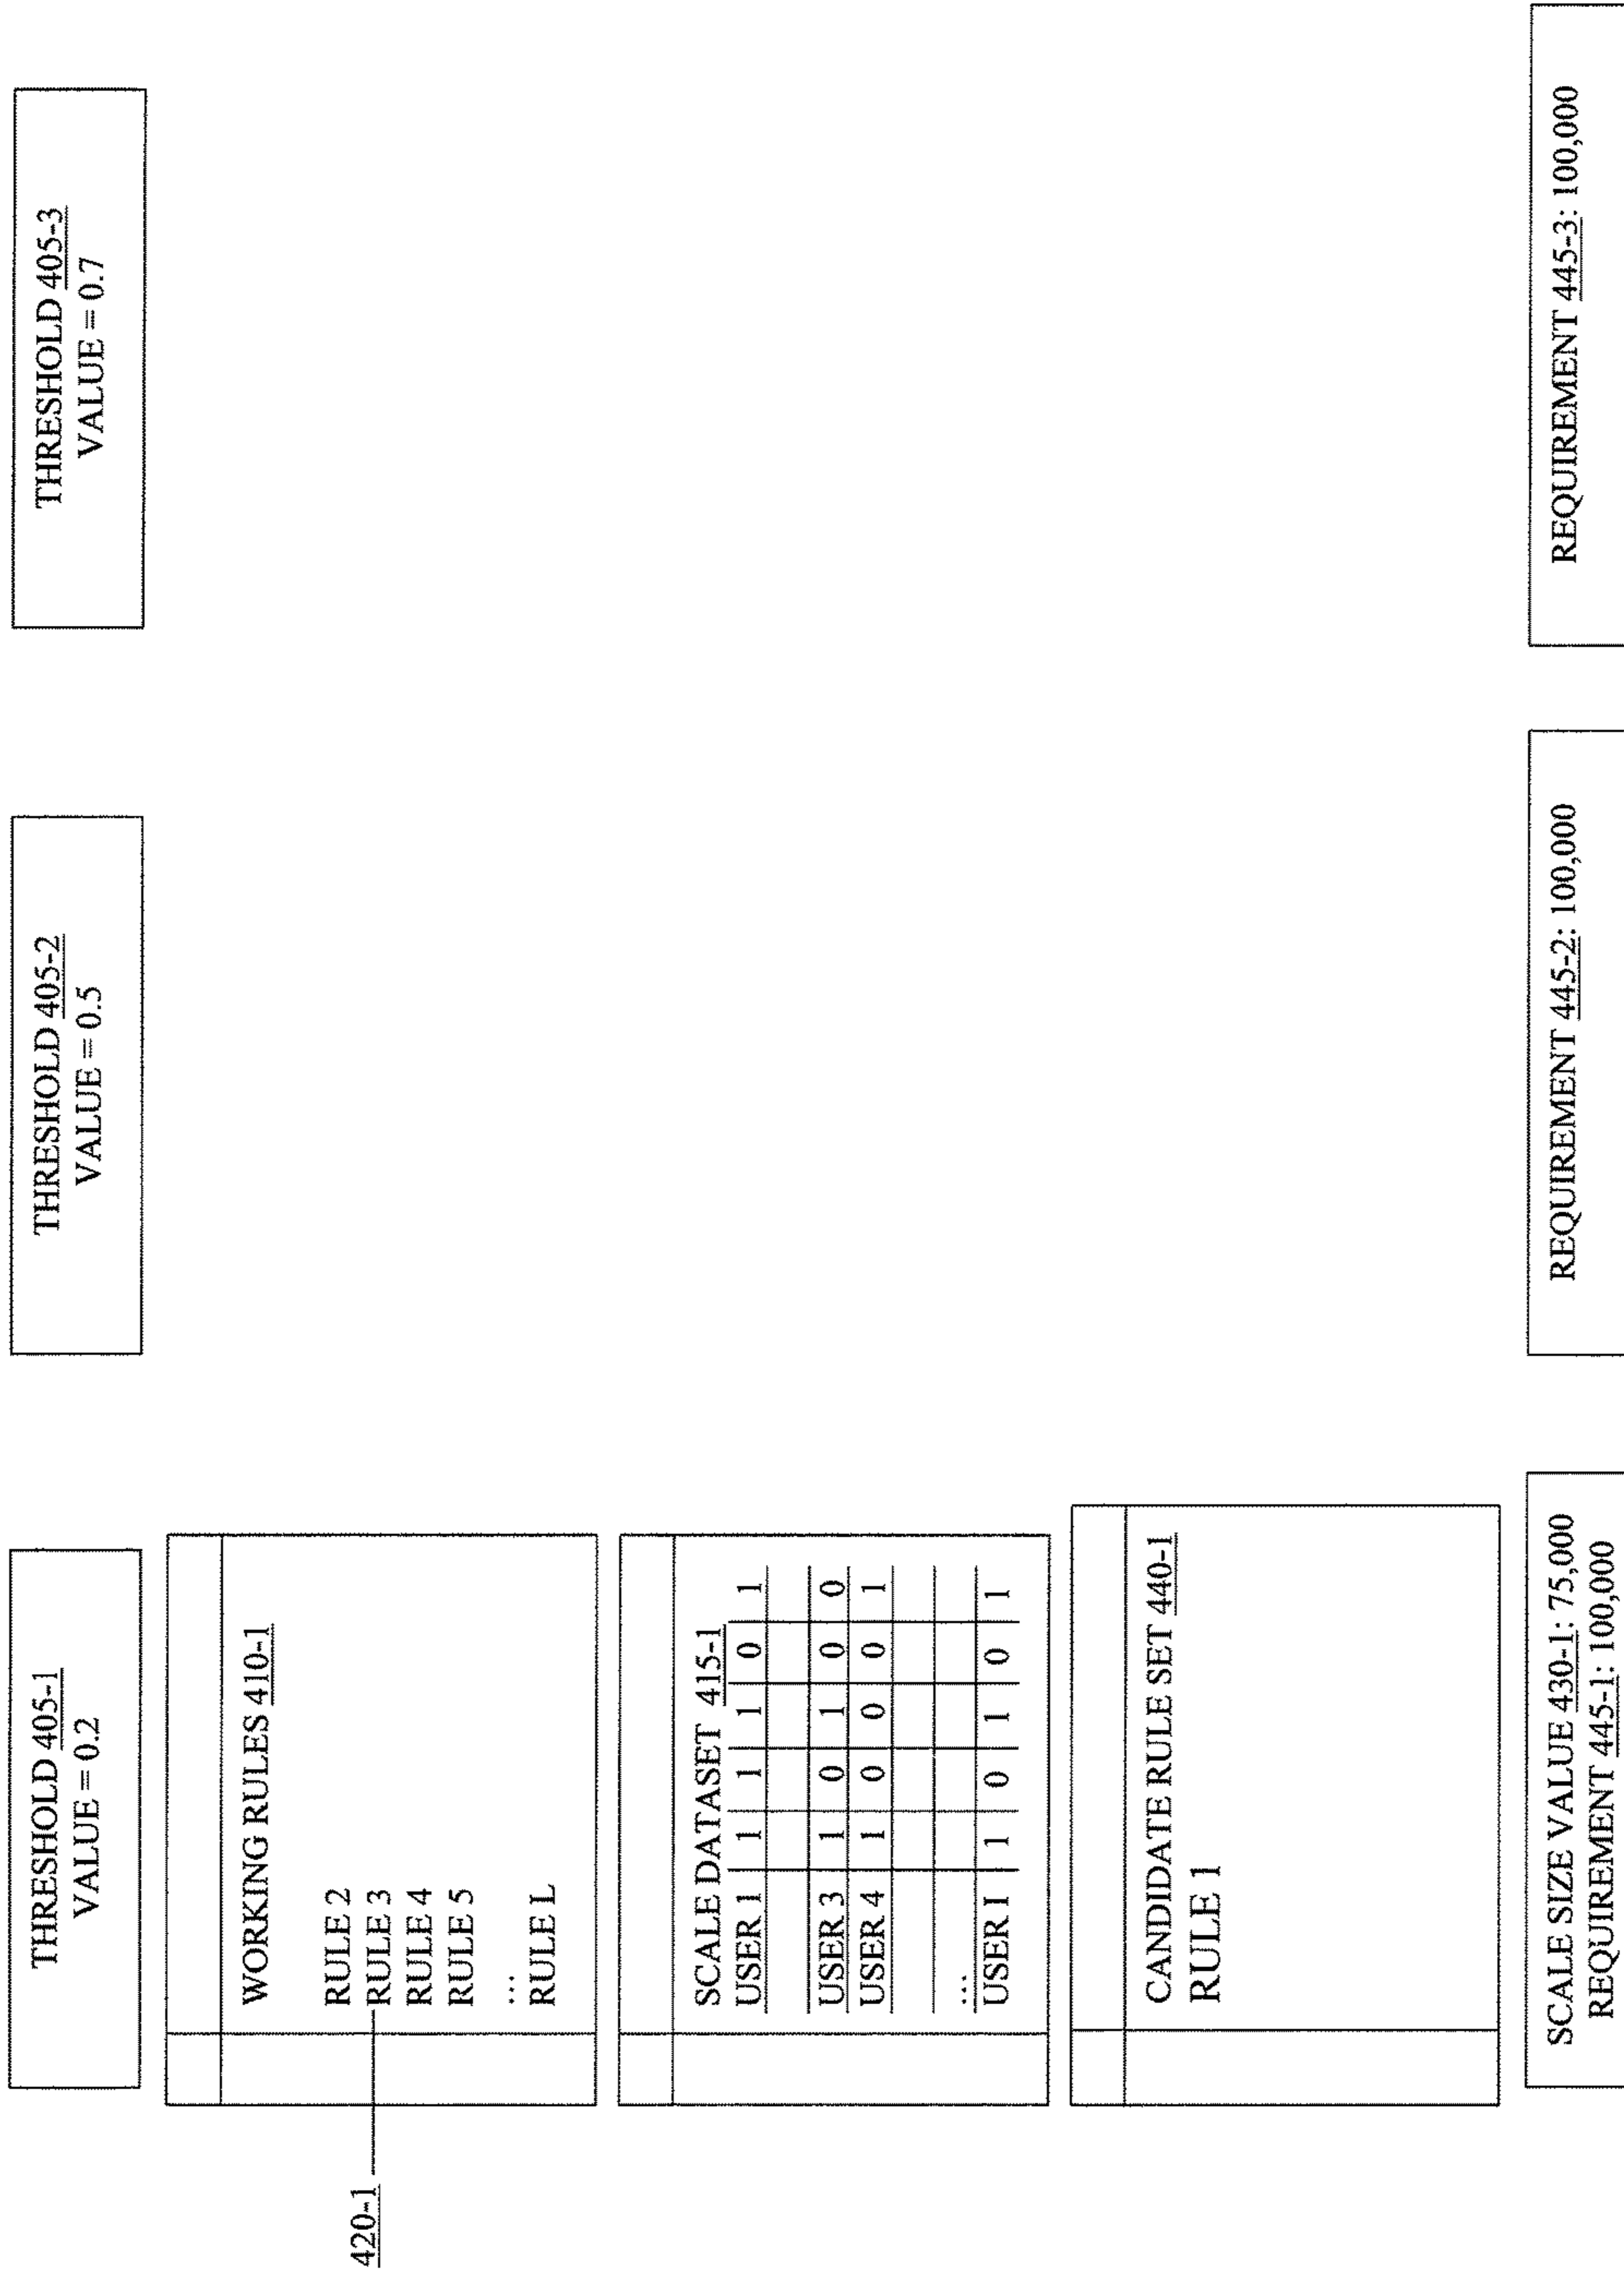 THRESHOLD 405-1
VALUE = 0.2
THRESHOLD 405-2
VALUE = 0.5
THRESHOLD 405-3
VALUE = 0.7
WORKING RULES 410-1
RULE 2
420-1
RULE 3
RULE 4
RULE 5
...
RULE L
SCALE DATASET 415-1
USER 1 1 1 1 0 1
USER 3 1 0 1 0 0
USER 4 1 0 0 0 1
...
USER I 1 0 1 0 1
CANDIDATE RULE SET 440-1
RULE 1
SCALE SIZE VALUE 430-1: 75,000
REQUIREMENT 445-1: 100,000
REQUIREMENT 445-2: 100,000
REQUIREMENT 445-3: 100,000